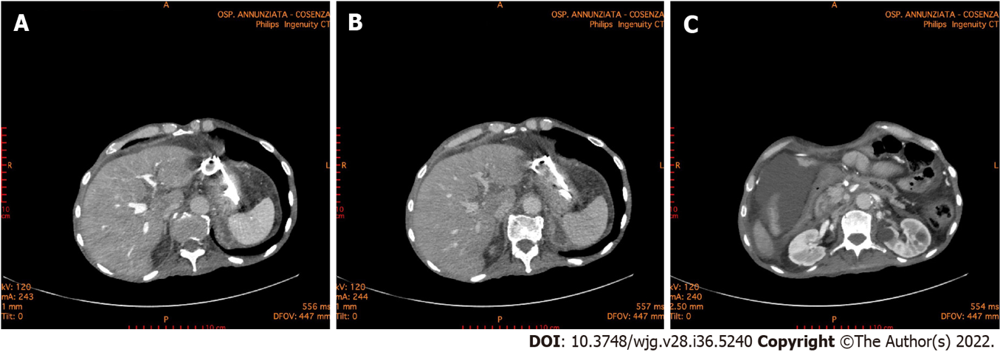 A
A
OSP. ANNUNZIATA - COSENZA
Philips Ingenuity CT
R
L
10
cm
kV: 120
mA: 243
1 mm
Tilt: 0
P
10 cm
556 ms
DFOV: 447 mm
B
A
OSP. ANNUNZIATA - COSENZA
Philips Ingenuity CT
R
L
10
cm
kV: 120
mA: 244
1 mm
Tilt: 0
P
10 cm
557 ms
DFOV: 447 mm
C
A
OSP. ANNUNZIATA - COSENZA
Philips Ingenuity CT
R
L
10
cm
kV: 120
mA: 240
2.50 mm
Tilt: 0
P
10 cm
554 ms
DFOV: 447 mm
DOI: 10.3748/wjg.v28.i36.5240 Copyright ©The Author(s) 2022.